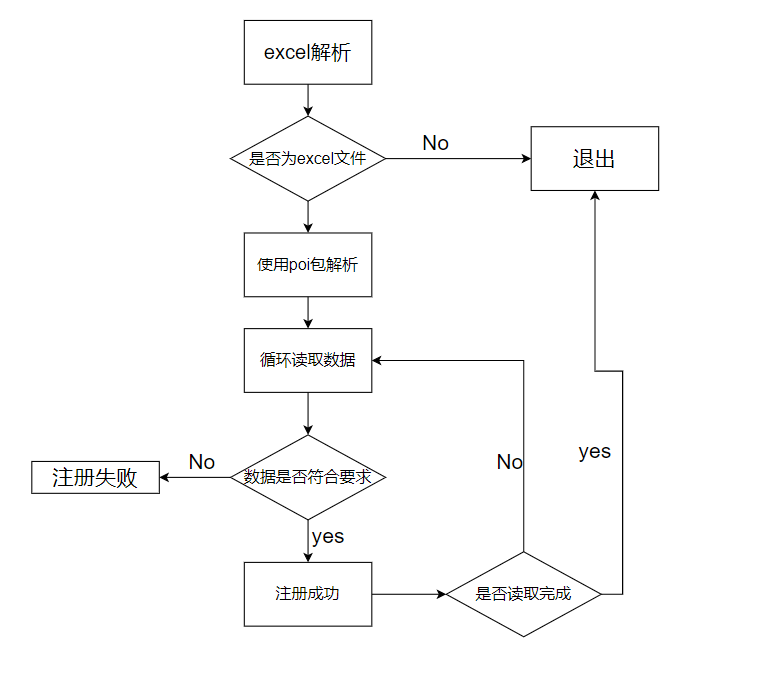 excel解析
是否为excel文件
No
退出
使用poi包解析
循环读取数据
No
yes
注册失败
No
数据是否符合要求
yes
注册成功
是否读取完成